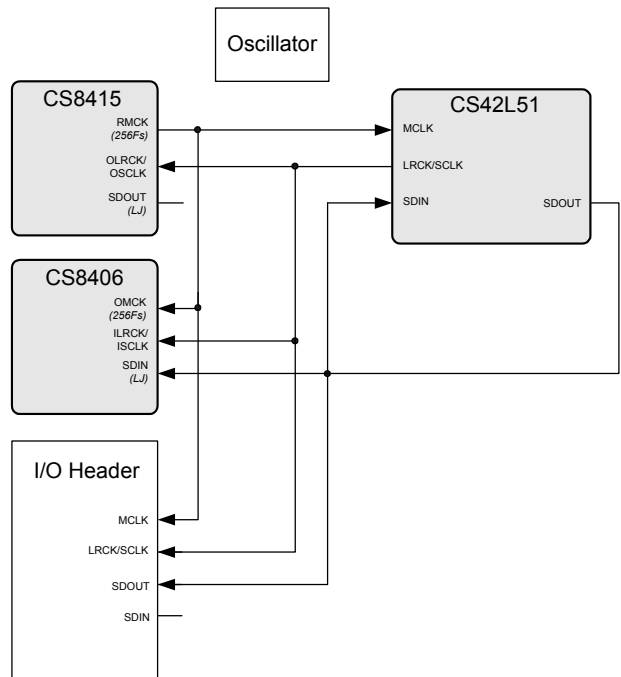 Oscillator
CS8415
RMCK
(256Fs)
OLRCK/
OSCLK
SDOUT
(LJ)
CS42L51
MCLK
LRCK/SCLK
SDIN
SDOUT
CS8406
OMCK
(256Fs)
ILRCK/
ISCLK
SDIN
(LJ)
I/O Header
MCLK
LRCK/SCLK
SDOUT
SDIN